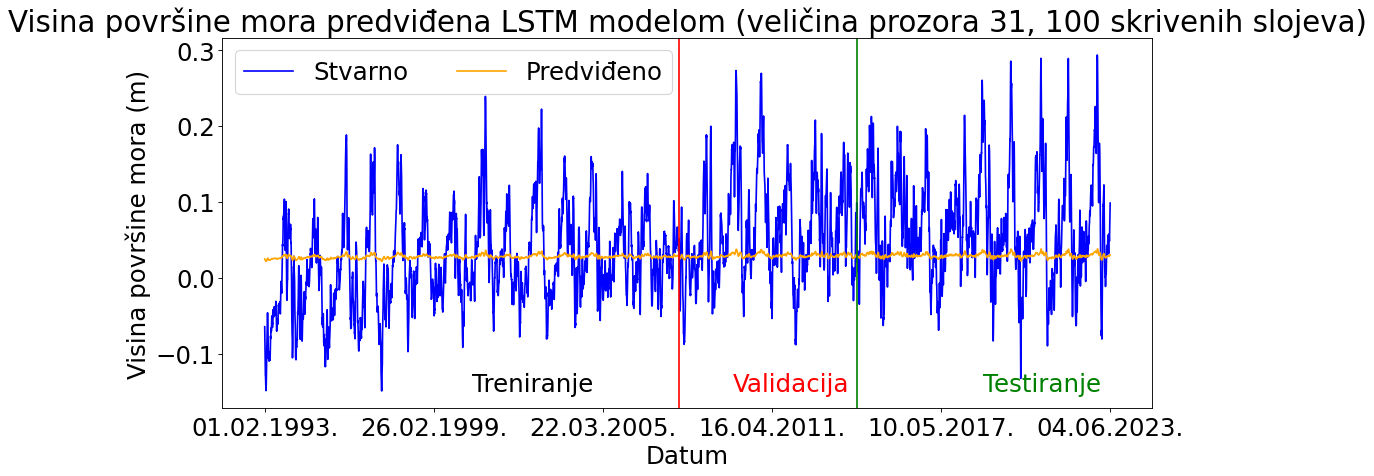 Visina površine mora predviđena LSTM modelom (veličina prozora 31, 100 skrivenih slojeva)
Stvarno
Predviđeno
Visina površine mora (m)
0.3
0.2
0.1
0.0
−0.1
Treniranje
Validacija
Testiranje
01.02.1993.
26.02.1999.
22.03.2005.
16.04.2011.
10.05.2017.
04.06.2023.
Datum